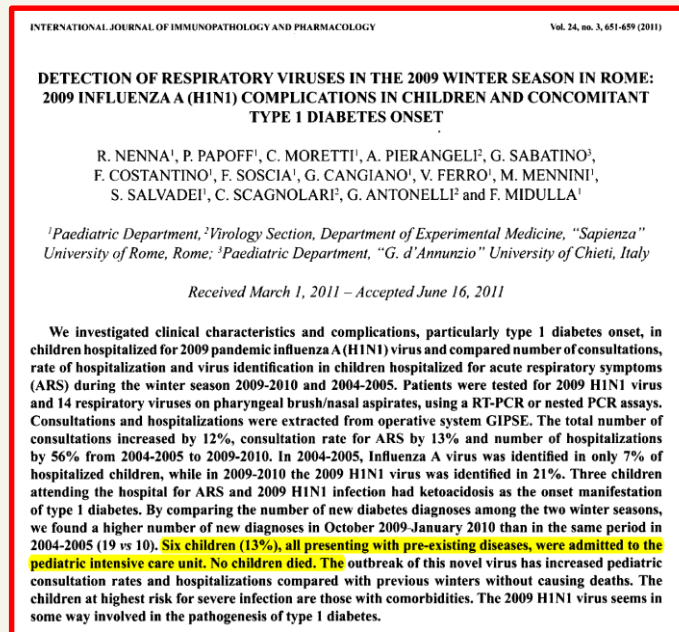 INTERNATIONAL JOURNAL OF IMMUNOPATHOLOGY AND PHARMACOLOGY Vol. 24, no. 3, 651-659 (2011)
DETECTION OF RESPIRATORY VIRUSES IN THE 2009 WINTER SEASON IN ROME:
2009 INFLUENZA A (H1N1) COMPLICATIONS IN CHILDREN AND CONCOMITANT
TYPE 1 DIABETES ONSET
R. NENNA¹, P. PAPOFF¹, C. MORETTI¹, A. PIERANGELI², G. SABATINO³,
F. COSTANTINO¹, F. SOSCIA¹, G. CANGIANO¹, V. FERRO¹, M. MENNINI¹,
S. SALVADEI¹, C. SCAGNOLARI², G. ANTONELLI² and F. MIDULLA¹
¹Paediatric Department, ²Virology Section, Department of Experimental Medicine, “Sapienza”
University of Rome, Rome; ³Paediatric Department, “G. d’Annunzio” University of Chieti, Italy
Received March 1, 2011 – Accepted June 16, 2011
We investigated clinical characteristics and complications, particularly type 1 diabetes onset, in
children hospitalized for 2009 pandemic influenza A (H1N1) virus and compared number of consultations,
rate of hospitalization and virus identification in children hospitalized for acute respiratory symptoms
(ARS) during the winter season 2009-2010 and 2004-2005. Patients were tested for 2009 H1N1 virus
and 14 respiratory viruses on pharyngeal brush/nasal aspirates, using a RT-PCR or nested PCR assays.
Consultations and hospitalizations were extracted from operative system GIPSE. The total number of
consultations increased by 12%, consultation rate for ARS by 13% and number of hospitalizations
by 56% from 2004-2005 to 2009-2010. In 2004-2005, Influenza A virus was identified in only 7% of
hospitalized children, while in 2009-2010 the 2009 H1N1 virus was identified in 21%. Three children
attending the hospital for ARS and 2009 H1N1 infection had ketoacidosis as the onset manifestation
of type 1 diabetes. By comparing the number of new diabetes diagnoses among the two winter seasons,
we found a higher number of new diagnoses in October 2009-January 2010 than in the same period in
2004-2005 (19 vs 10). Six children (13%), all presenting with pre-existing diseases, were admitted to the
pediatric intensive care unit. No children died. The outbreak of this novel virus has increased pediatric
consultation rates and hospitalizations compared with previous winters without causing deaths. The
children at highest risk for severe infection are those with comorbidities. The 2009 H1N1 virus seems in
some way involved in the pathogenesis of type 1 diabetes.